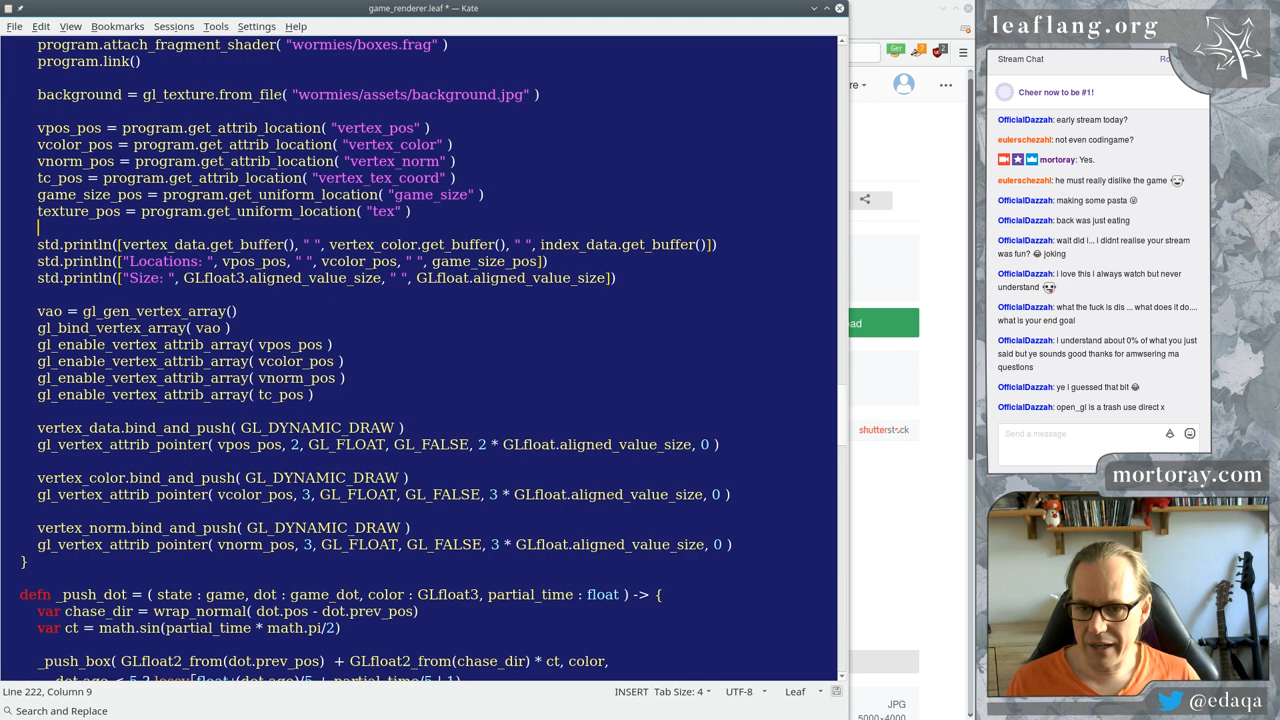 game_renderer.leaf * — Kate
File Edit View Bookmarks Sessions Tools Settings Help
program.attach_fragment_shader( "wormies/boxes.frag" )
program.link()
background = gl_texture_from_file( "wormies/assets/background.jpg" )
vpos_pos = program.get_attrib_location( "vertex_pos" )
vcolor_pos = program.get_attrib_location( "vertex_color" )
vnorm_pos = program.get_attrib_location( "vertex_norm" )
tc_pos = program.get_attrib_location( "vertex_tex_coord" )
game_size_pos = program.get_uniform_location( "game_size" )
texture_pos = program.get_uniform_location( "tex" )
std.println([vertex_data.get_buffer(), " ", vertex_color.get_buffer(), " ", index_data.get_buffer()])
std.println(["Locations: ", vpos_pos, " ", vcolor_pos, " ", game_size_pos])
std.println(["Size: ", GLfloat3.aligned_value_size, " ", GLfloat.aligned_value_size])
vao = gl_gen_vertex_array()
gl_bind_vertex_array( vao )
gl_enable_vertex_attrib_array( vpos_pos )
gl_enable_vertex_attrib_array( vcolor_pos )
gl_enable_vertex_attrib_array( vnorm_pos )
gl_enable_vertex_attrib_array( tc_pos )
vertex_data.bind_and_push( GL_DYNAMIC_DRAW )
gl_vertex_attrib_pointer( vpos_pos, 2, GL_FLOAT, GL_FALSE, 2 * GLfloat.aligned_value_size, 0 )
vertex_color.bind_and_push( GL_DYNAMIC_DRAW )
gl_vertex_attrib_pointer( vcolor_pos, 3, GL_FLOAT, GL_FALSE, 3 * GLfloat.aligned_value_size, 0 )
vertex_norm.bind_and_push( GL_DYNAMIC_DRAW )
gl_vertex_attrib_pointer( vnorm_pos, 3, GL_FLOAT, GL_FALSE, 3 * GLfloat.aligned_value_size, 0 )
}
defn _push_dot = ( state : game, dot : game_dot, color : GLfloat3, partial_time : float ) -> {
var chase_dir = wrap_normal( dot.pos - dot.prev_pos)
var ct = math.sin(partial_time * math.pi/2)
_push_box( GLfloat2_from(dot.prev_pos) + GLfloat2_from(chase_dir) * ct, color,
Line 222, Column 9
INSERT Tab Size: 4 UTF-8 Leaf
Search and Replace
Ger
7
2
re
ad
shutterstock
JPG
5000x4000
leaflang.org
Stream Chat
Cheer now to be #1!
OfficialDazzah: early stream today?
eulerschezahl: not even codingame?
mortoray: Yes.
eulerschezahl: he must really dislike the game
OfficialDazzah: making some pasta
OfficialDazzah: back was just eating
OfficialDazzah: wait did i... i didnt realise your stream
was fun? joking
OfficialDazzah: i love this i always watch but never
understand
OfficialDazzah: what the fuck is dis ... what does it do....
what is your end goal
OfficialDazzah: i understand about 0% of what you just
said but ye sounds good thanks for amwsering ma
questions
OfficialDazzah: ye i guessed that bit
OfficialDazzah: open_gl is a trash use direct x
Send a message
mortoray.com
@edaqa